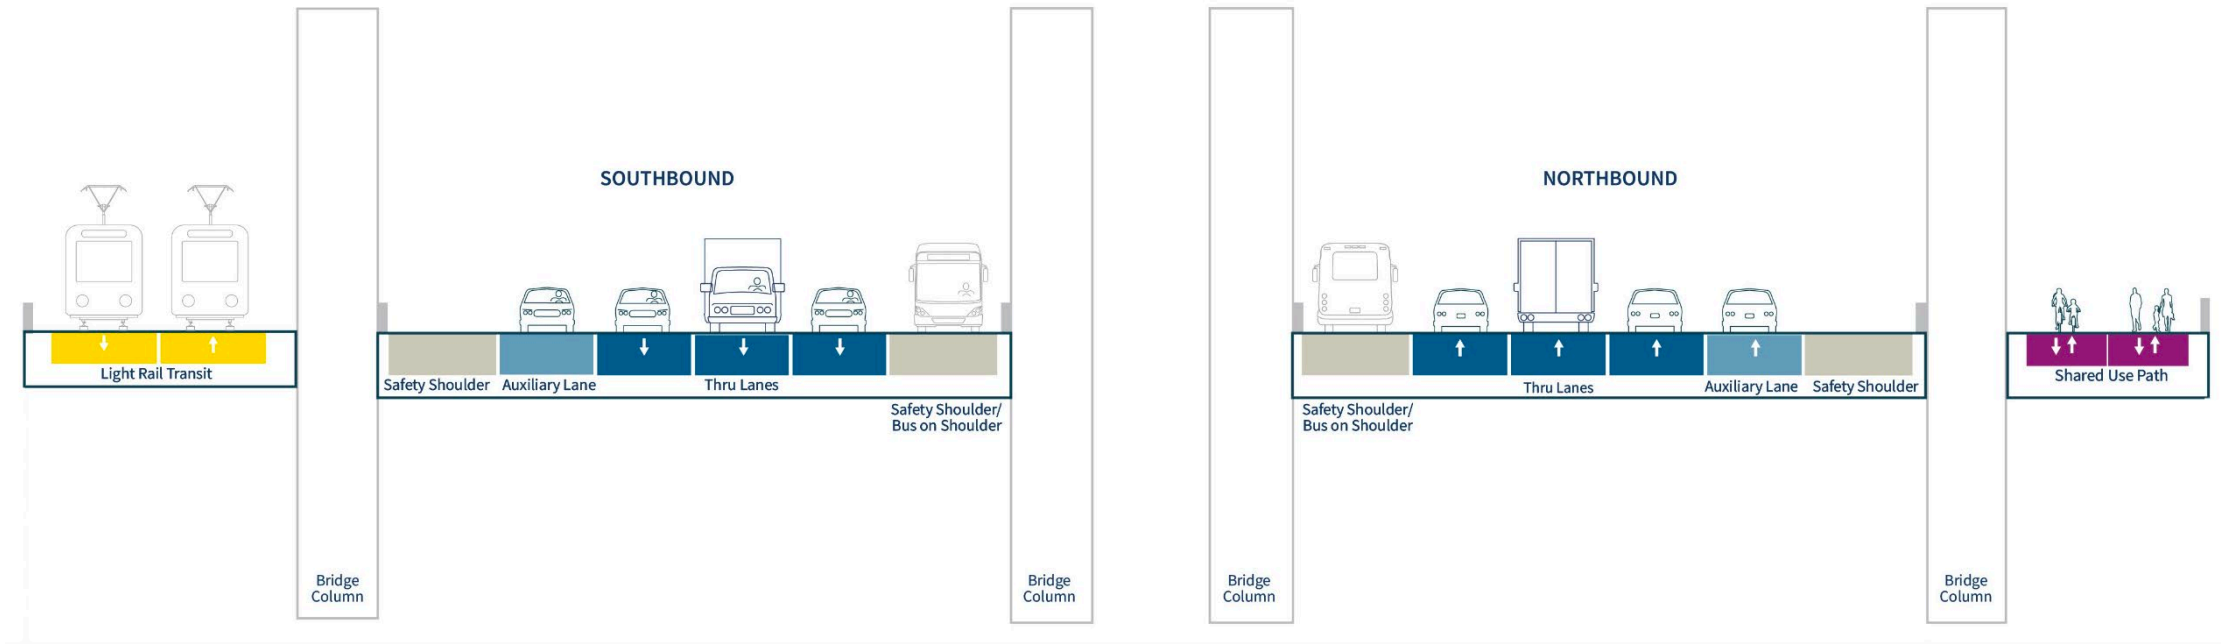 SOUTHBOUND
NORTHBOUND
Light Rail Transit
Safety Shoulder
Auxiliary Lane
Thru Lanes
Safety Shoulder/
Bus on Shoulder
Thru Lanes
Auxiliary Lane
Safety Shoulder
Safety Shoulder/
Bus on Shoulder
Shared Use Path
Bridge
Column
Bridge
Column
Bridge
Column
Bridge
Column